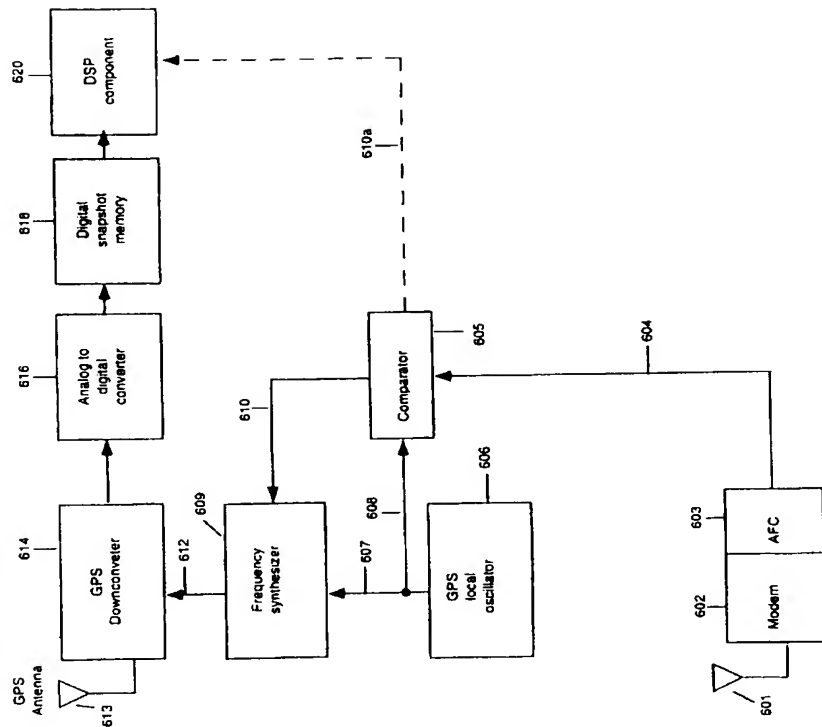 GPS
Antenna
613
614
GPS
Downconveter
616
Analog to
digital
converter
618
Digital
snapshot
memory
620
DSP
component
612
609
Frequency
synthesizer
610
610a
607
608
Comparator
605
GPS
local
oscillator
606
604
601
602
Modem
603
AFC